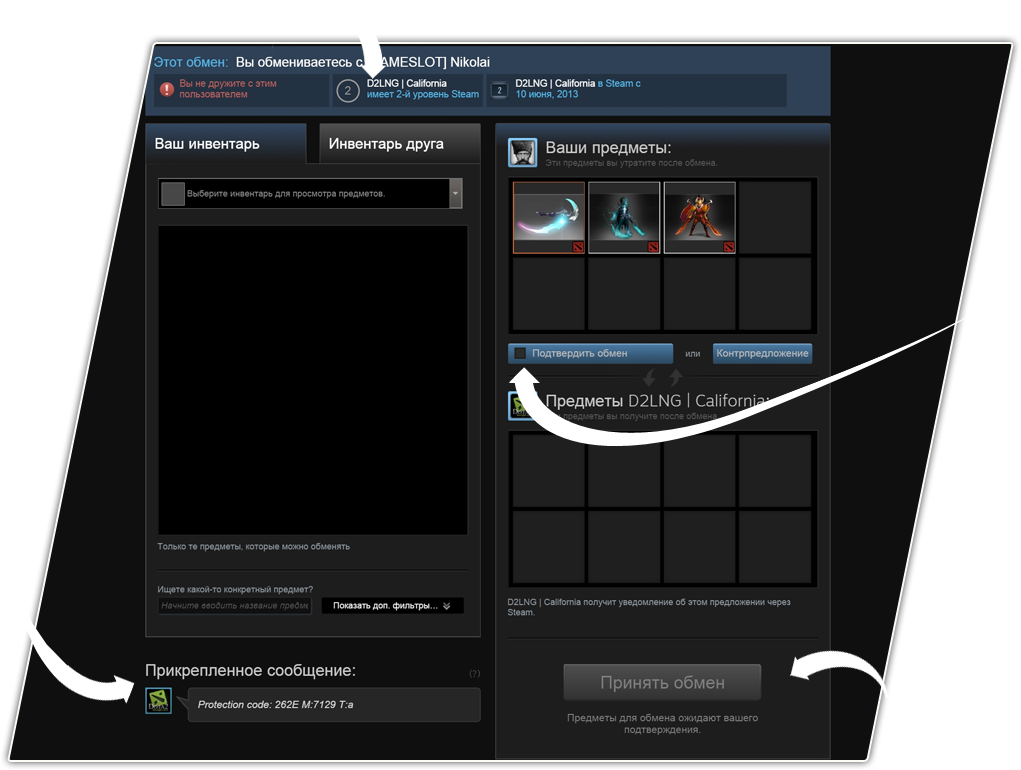 Этот обмен: Вы обмениваетесь с AMESLOT] Nikolai
Вы не дружите с этим
пользователем
2
D2LNG | California
имеет 2-й уровень Steam
2
D2LNG | California в Steam с
10 июня, 2013
Ваш инвентарь
Инвентарь друга
Выберите инвентарь для просмотра предметов.
Только те предметы, которые можно обменять
Ищете какой-то конкретный предмет?
Начните вводить название предме
Показать доп. фильтры...
Прикрепленное сообщение:
(?)
Protection code: 262E M:7129 T:a
Ваши предметы:
Эти предметы вы утратите после обмена.
Подтвердить обмен
или
Контрпредложение
Предметы D2LNG | California:
предметы вы получите после обмена.
D2LNG | California получит уведомление об этом предложении через
Steam.
Принять обмен
Предметы для обмена ожидают вашего
подтверждения.